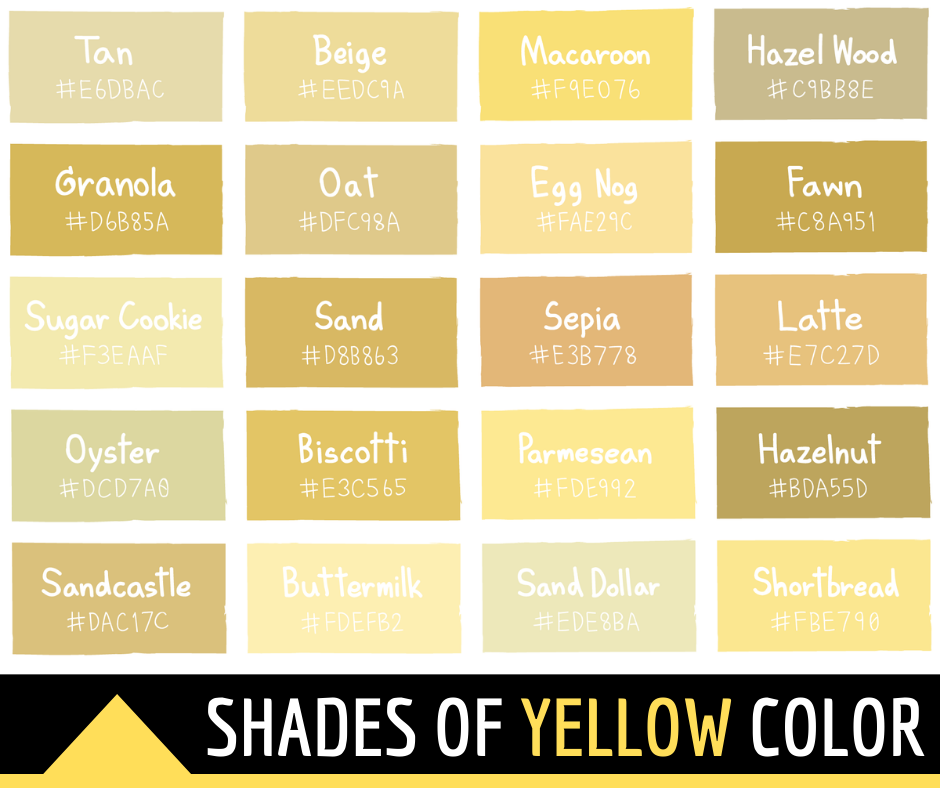 Tan
#E6DBAC
Beige
#EEDC9A
Macaroon
#F9E076
Hazel Wood
#C9BB8E
Granola
#D6B85A
Oat
#DFC98A
Egg Nog
#FAE29C
Fawn
#C8A951
Sugar Cookie
#F3EAAF
Sand
#D8B863
Sepia
#E3B778
Latte
#E7C27D
Oyster
#DCD7A0
Biscotti
#E3C565
Parmesean
#FDE992
Hazelnut
#BDA55D
Sandcastle
#DAC17C
Buttermilk
#FDEFB2
Sand Dollar
#EDE8BA
Shortbread
#FBE790
SHADES OF YELLOW COLOR